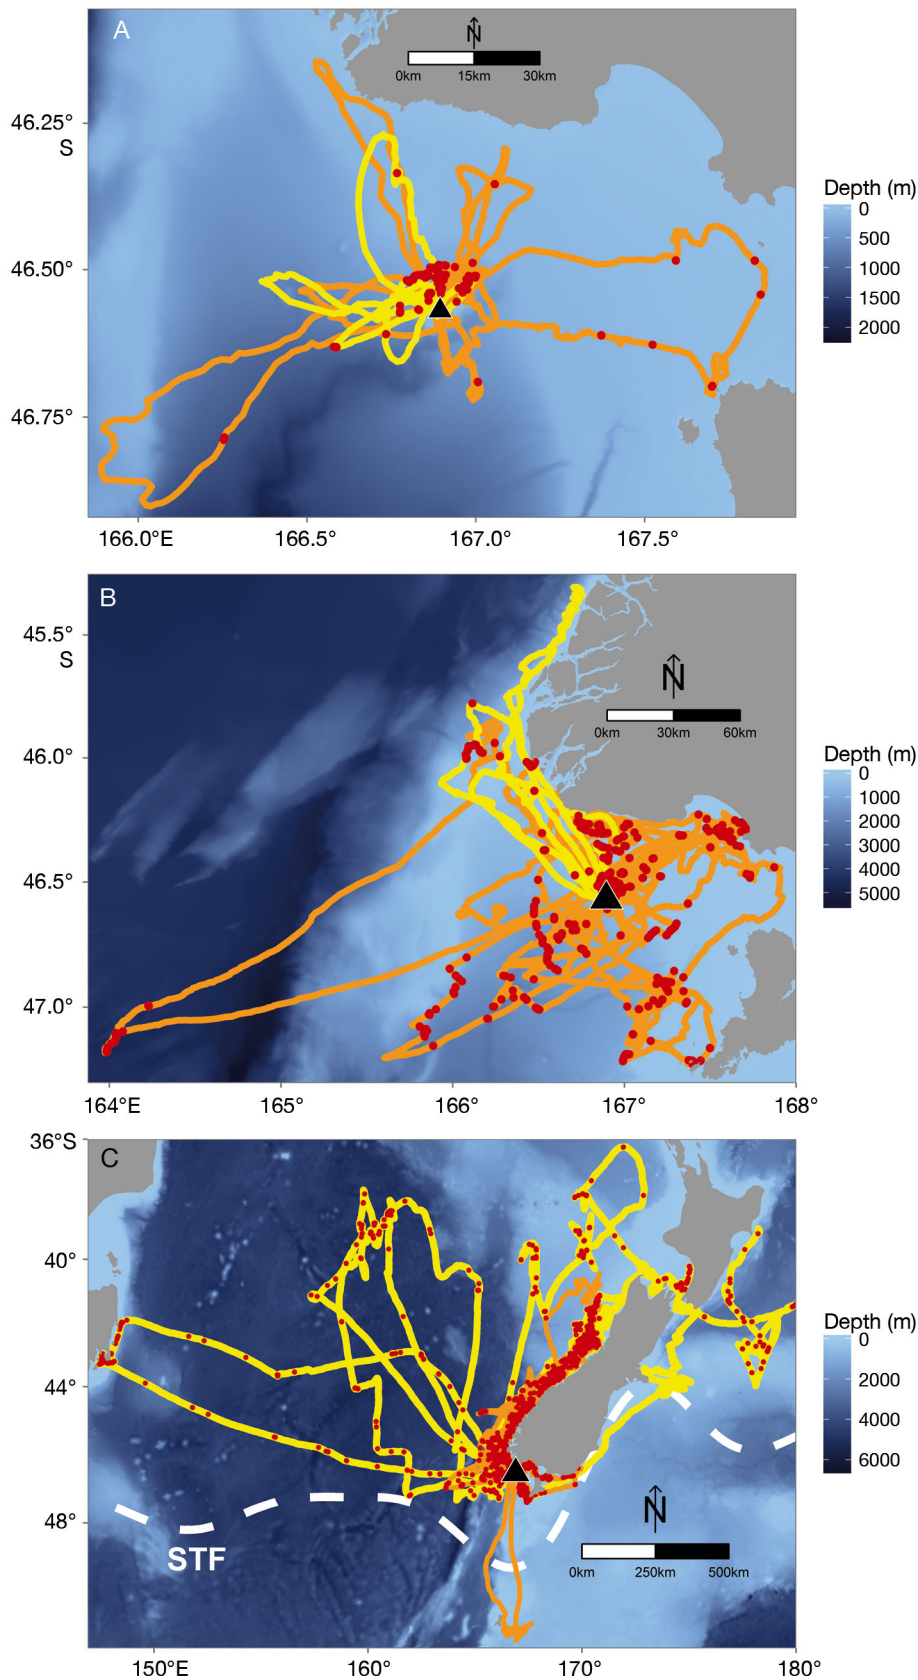 A
N
0km 15km 30km
46.25°
S
46.50°
46.75°
166.0°E 166.5° 167.0° 167.5°
Depth (m)
0
500
1000
1500
2000
B
45.5°
S
N
0km 30km 60km
46.0°
46.5°
47.0°
164°E 165° 166° 167° 168°
Depth (m)
0
1000
2000
3000
4000
5000
36°S
C
40°
44°
48°
STF
N
0km 250km 500km
150°E 160° 170° 180°
Depth (m)
0
2000
4000
6000